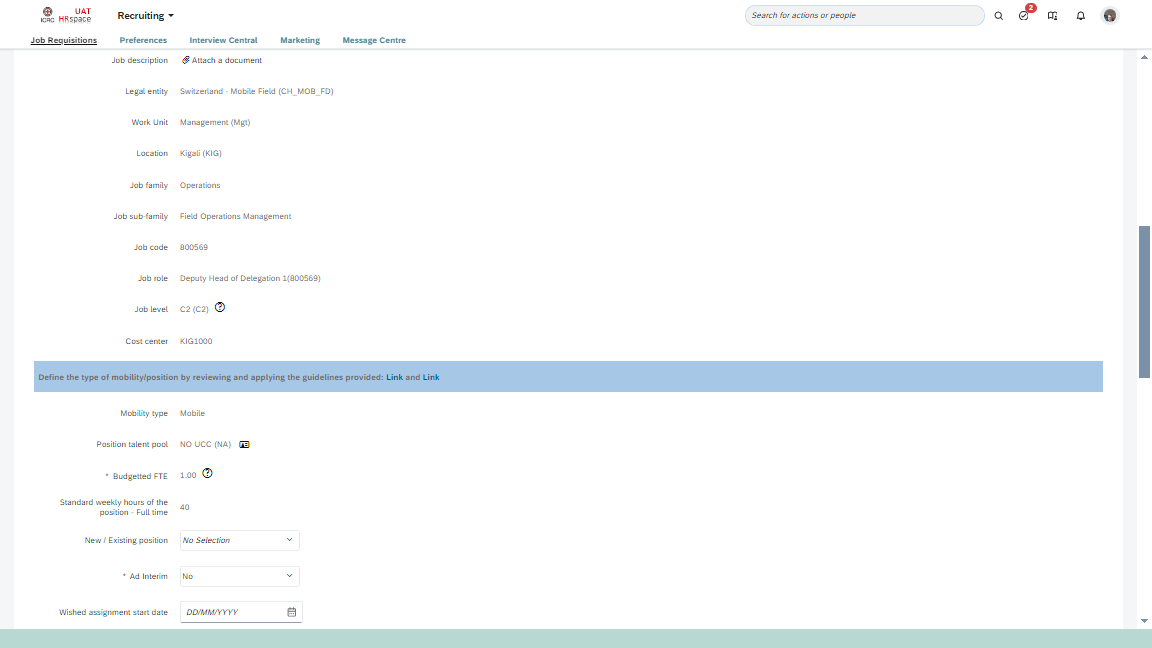 ICRC
UAT
HRspace
Recruiting
Search for actions or people
2
Job Requisitions
Preferences
Interview Central
Marketing
Message Centre
Job description
Attach a document
Legal entity
Switzerland - Mobile Field (CH_MOB_FD)
Work Unit
Management (Mgt)
Location
Kigali (KIG)
Job family
Operations
Job sub-family
Field Operations Management
Job code
800569
Job role
Deputy Head of Delegation 1(800569)
Job level
C2 (C2)
Cost center
KIG1000
Define the type of mobility/position by reviewing and applying the guidelines provided: Link and Link
Mobility type
Mobile
Position talent pool
NO UCC (NA)
* Budgetted FTE
1.00
Standard weekly hours of the
position - Full time
40
New / Existing position
No Selection
* Ad Interim
No
Wished assignment start date
DD/MM/YYYY